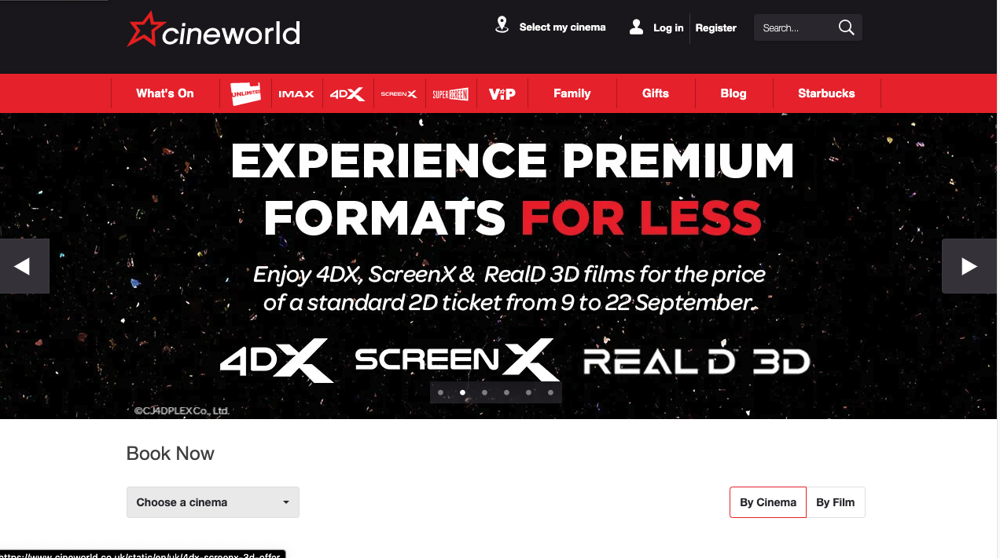 cineworld
Select my cinema
Log in
Register
Search...
What's On
UNLIMITED
IMAX
4DX
SCREENX
SUPERSCREEN
ViP
Family
Gifts
Blog
Starbucks
EXPERIENCE PREMIUM
FORMATS FOR LESS
Enjoy 4DX, ScreenX & RealD 3D films for the price
of a standard 2D ticket from 9 to 22 September.
4DX SCREENX REALD 3D
©CJ4DPLEX Co., Ltd.
Book Now
Choose a cinema
By Cinema
By Film
https://www.cineworld.co.uk/static/en/uk/4dx-screenx-3d-offer